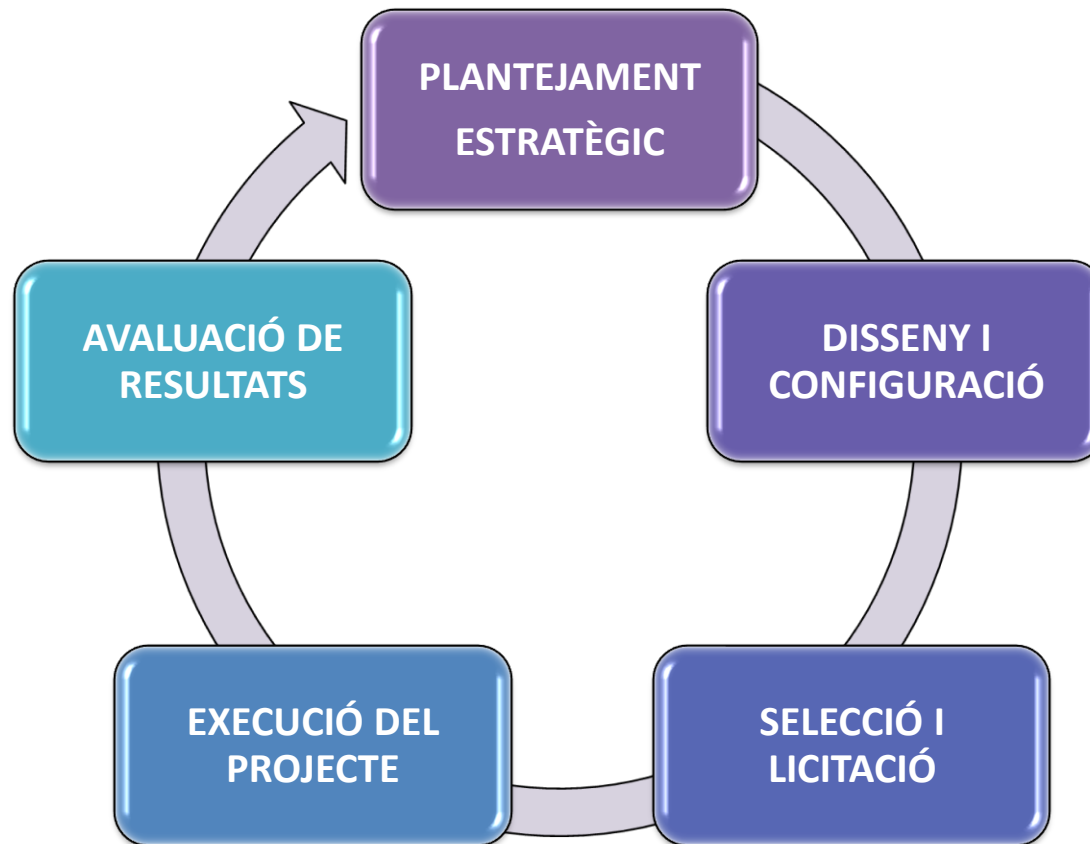 PLANTEJAMENT
ESTRATÈGIC
DISSENY I
CONFIGURACIÓ
SELECCIÓ I
LICITACIÓ
EXECUCIÓ DEL
PROJECTE
AVALUACIÓ DE
RESULTATS